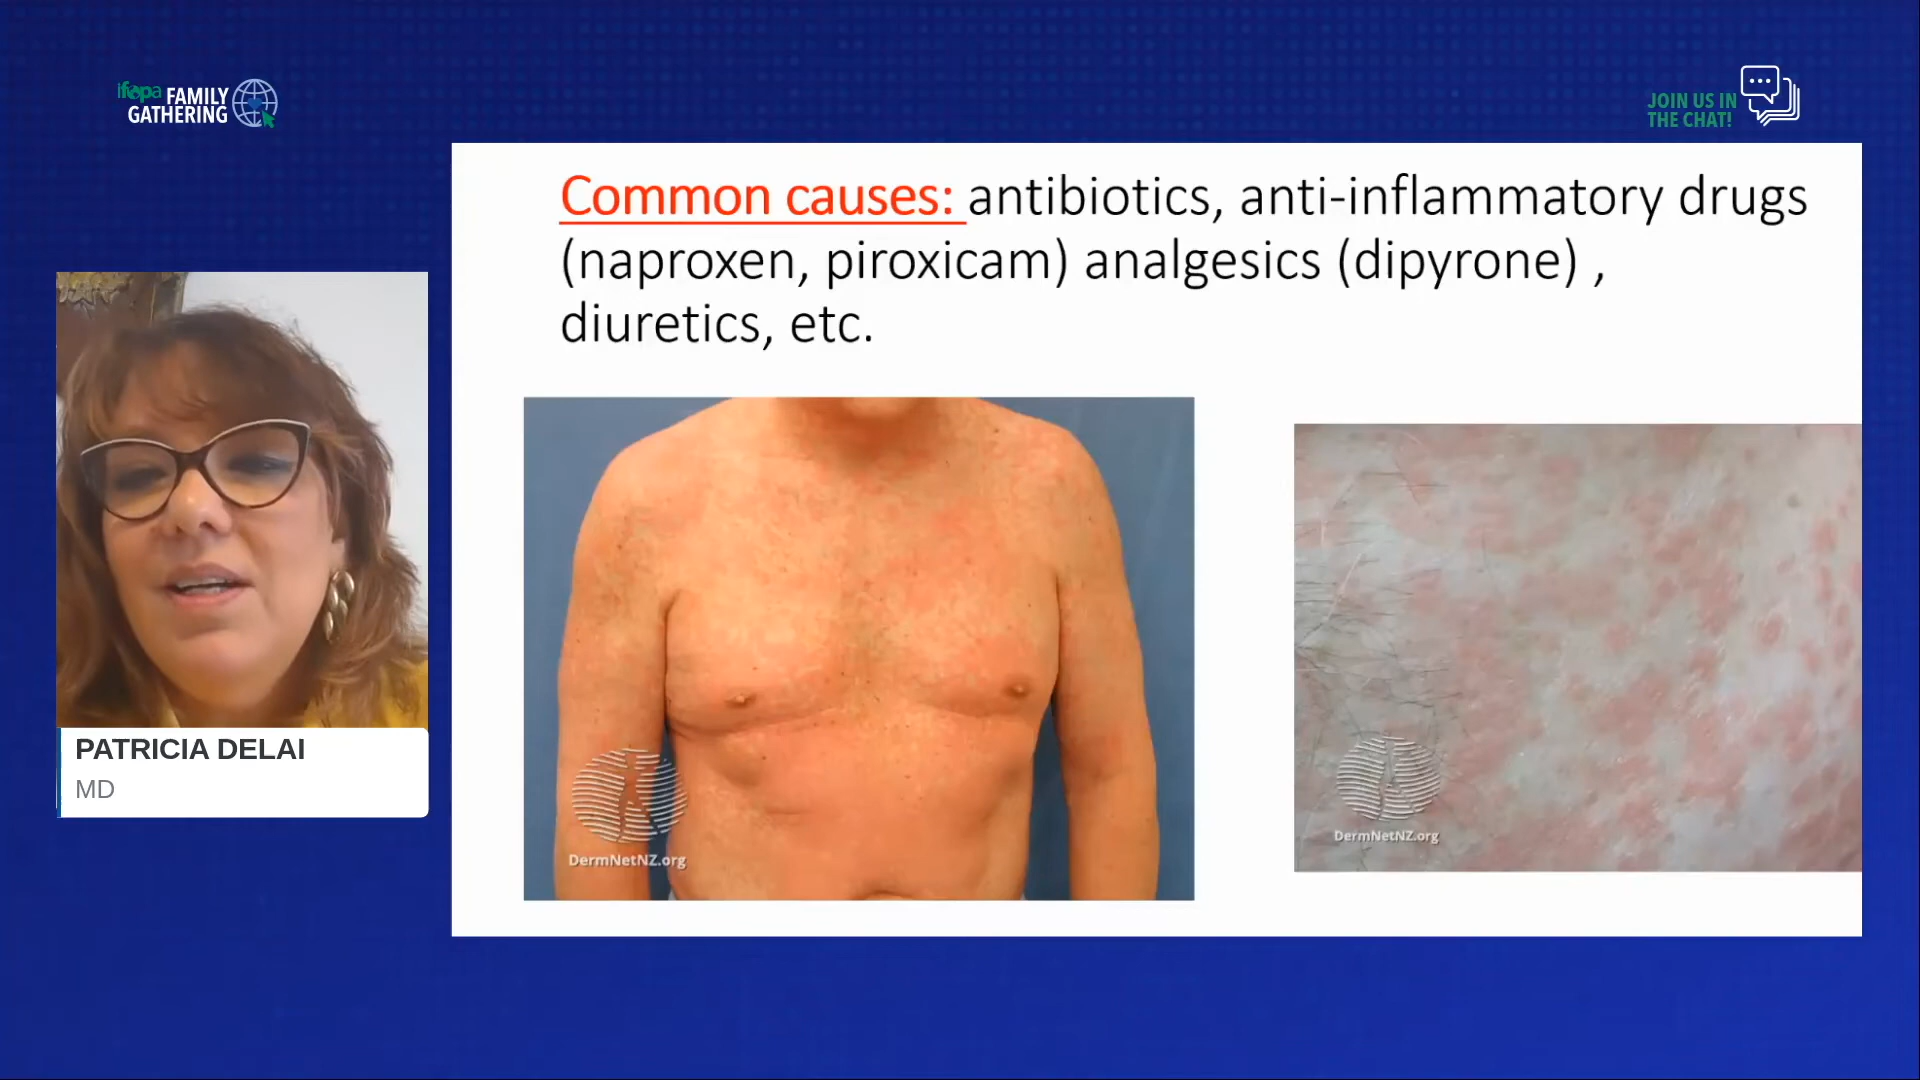 ifopa FAMILY
GATHERING
JOIN US IN
THE CHAT!
Common causes: antibiotics, anti-inflammatory drugs
(naproxen, piroxicam) analgesics (dipyrone) ,
diuretics, etc.
PATRICIA DELAI
MD
DermNetNZ.org
DermNetNZ.org